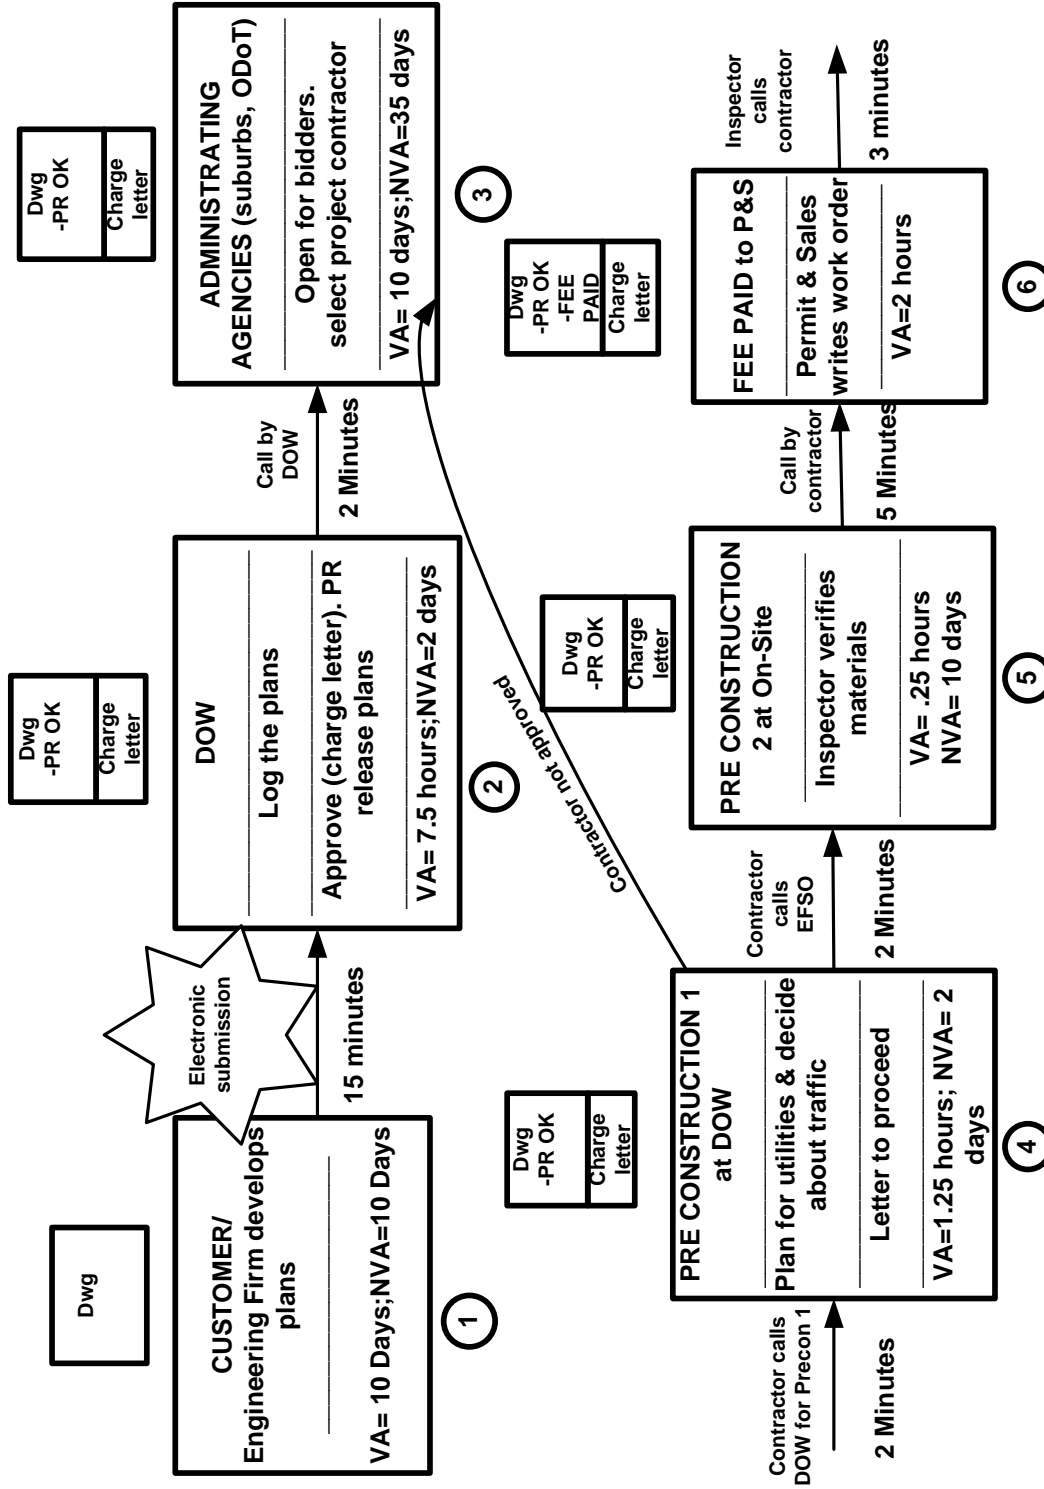 Dwg
CUSTOMER/
Engineering Firm develops
plans
VA= 10 Days;NVA=10 Days
1
Electronic
submission
15 minutes
Dwg
-PR OK
Charge
letter
DOW
Log the plans
Approve (charge letter). PR
release plans
VA= 7.5 hours;NVA=2 days
2
Call by
DOW
2 Minutes
Dwg
-PR OK
Charge
letter
ADMINISTRATING
AGENCIES (suburbs, ODoT)
Open for bidders.
select project contractor
VA= 10 days;NVA=35 days
3
Contractor not approved
Contractor calls
DOW for Precon 1
2 Minutes
Dwg
-PR OK
Charge
letter
PRE CONSTRUCTION 1
at DOW
Plan for utilities & decide
about traffic
Letter to proceed
VA=1.25 hours; NVA= 2
days
4
Contractor
calls
EFSO
2 Minutes
Dwg
-PR OK
Charge
letter
PRE CONSTRUCTION
2 at On-Site
Inspector verifies
materials
VA= .25 hours
NVA= 10 days
5
Call by
contractor
5 Minutes
Dwg
-PR OK
-FEE
PAID
Charge
letter
FEE PAID to P&S
Permit & Sales
writes work order
VA=2 hours
6
Inspector
calls
contractor
3 minutes